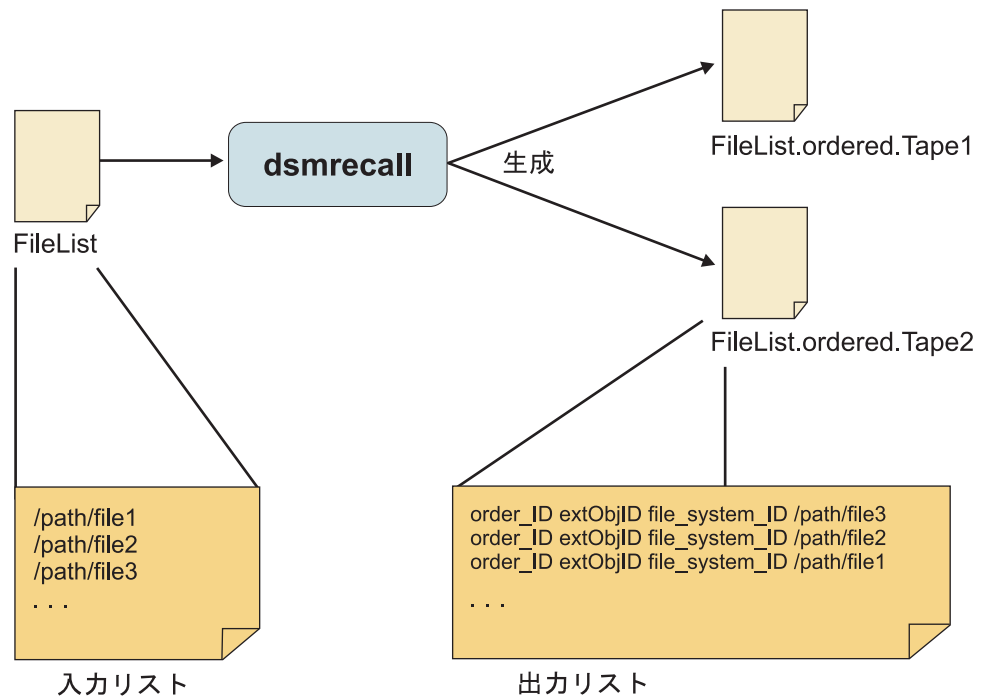 FileList
dsmrecall
生成
FileList.ordered.Tape1
FileList.ordered.Tape2
/path/file1
/path/file2
/path/file3
. . .
入力リスト
order_ID extObjID file_system_ID /path/file3
order_ID extObjID file_system_ID /path/file2
order_ID extObjID file_system_ID /path/file1
. . .
出力リスト